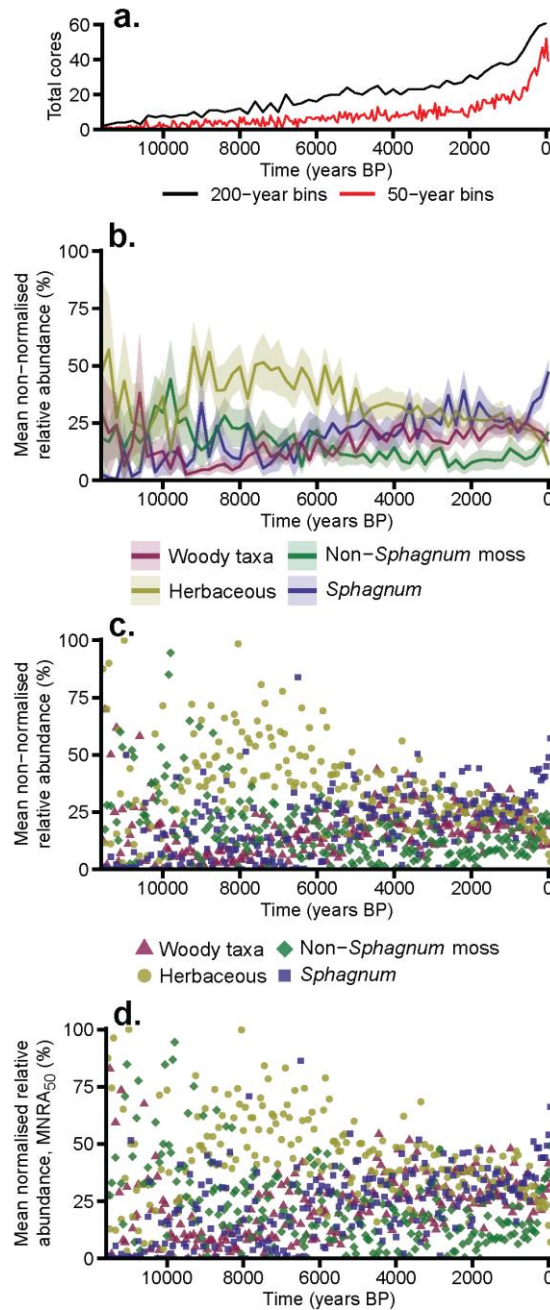 a.
Total cores
60
40
20
0
10000 8000 6000 4000 2000 0
Time (years BP)
200-year bins 50-year bins
b.
Mean non-normalised
relative abundance (%)
100
75
50
25
0
10000 8000 6000 4000 2000 0
Time (years BP)
Woody taxa Non-Sphagnum moss
Herbaceous Sphagnum
c.
Mean non-normalised
relative abundance (%)
100
75
50
25
0
10000 8000 6000 4000 2000 0
Time (years BP)
Woody taxa Non-Sphagnum moss
Herbaceous Sphagnum
d.
Mean normalised relative
abundance, MNRA50 (%)
100
75
50
25
0
10000 8000 6000 4000 2000 0
Time (years BP)